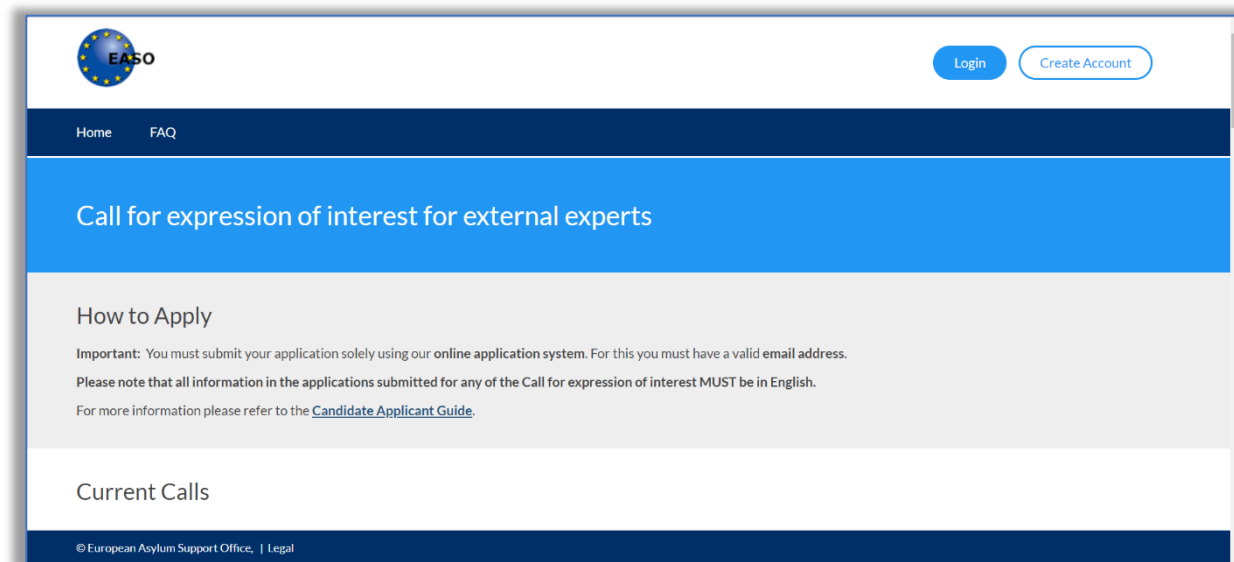 EASO
Login
Create Account
Home
FAQ
Call for expression of interest for external experts
How to Apply
Important: You must submit your application solely using our online application system. For this you must have a valid email address.
Please note that all information in the applications submitted for any of the Call for expression of interest MUST be in English.
For more information please refer to the Candidate Applicant Guide.
Current Calls
© European Asylum Support Office, | Legal